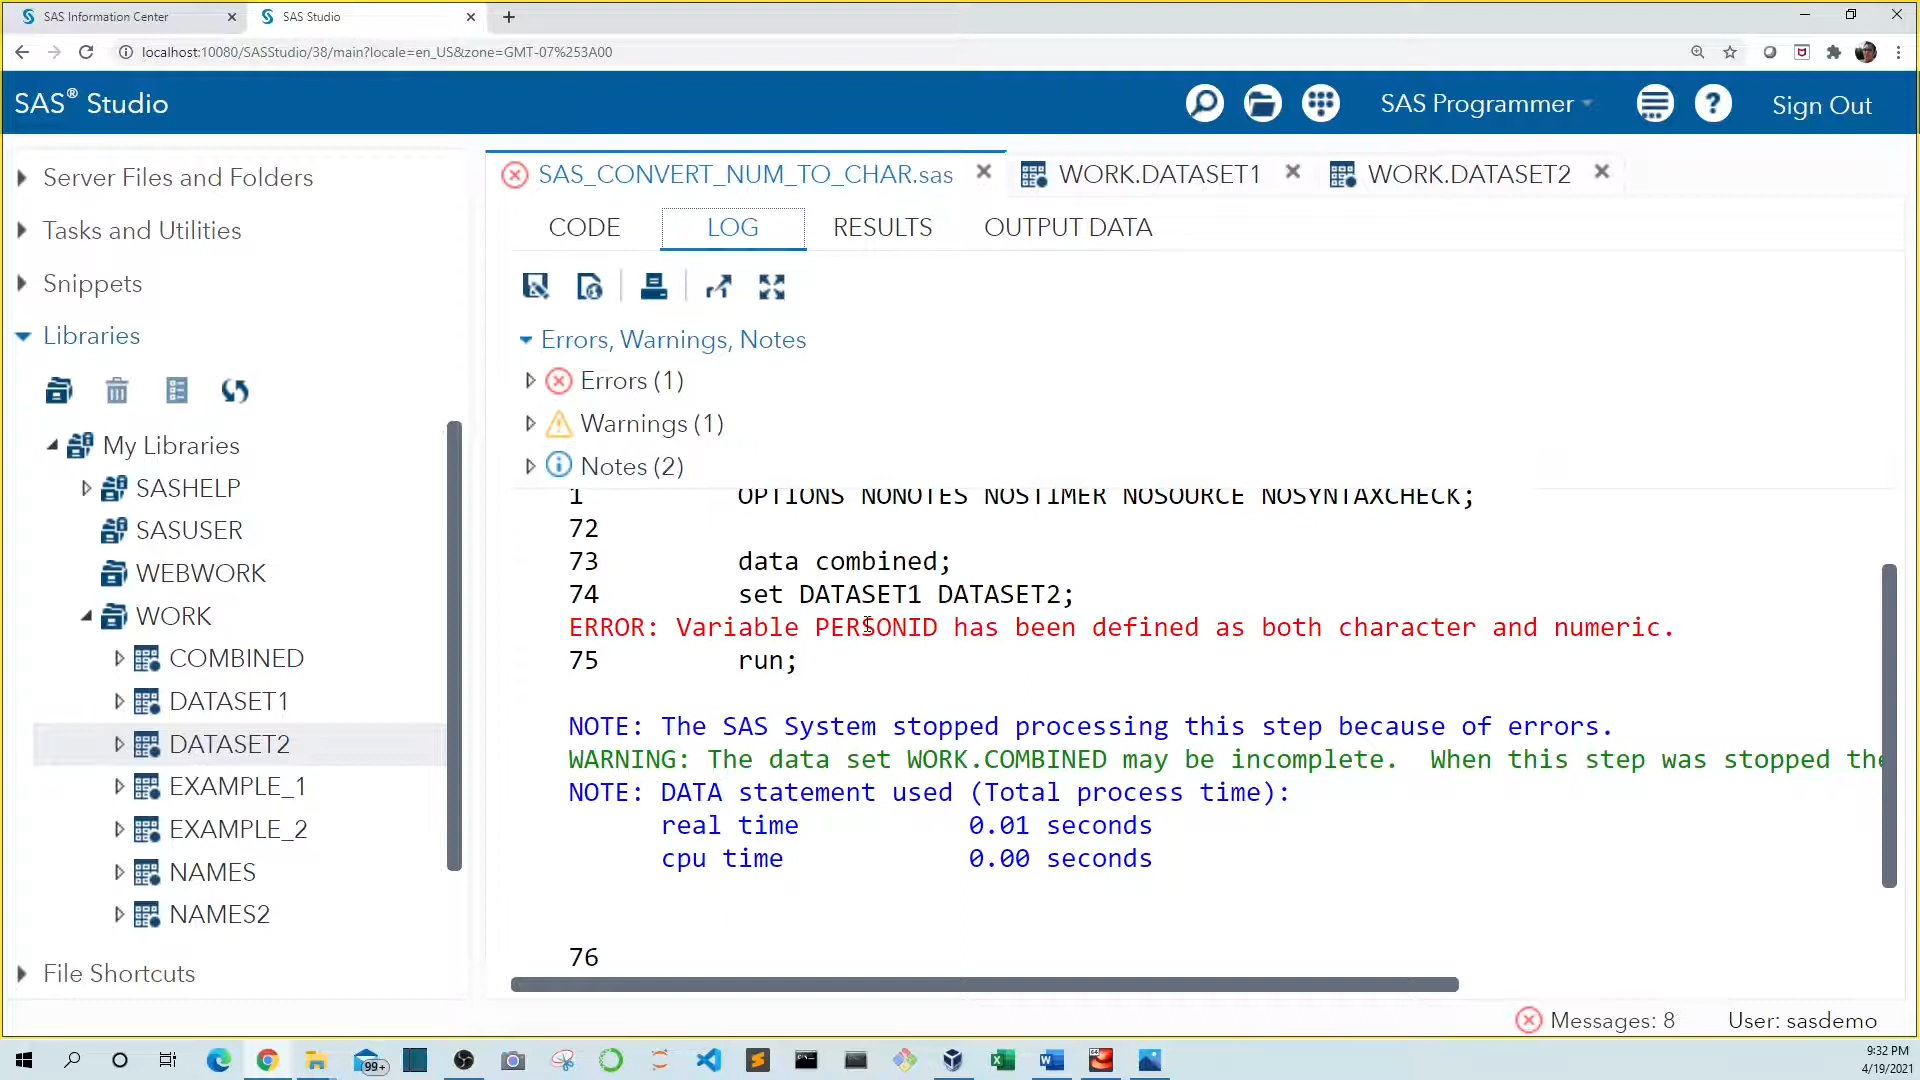 SAS Information Center
SAS Studio
localhost:10080/SASStudio/38/main?locale=en_US&zone=GMT-07%253A00
SAS® Studio
SAS Programmer
Sign Out
Server Files and Folders
Tasks and Utilities
Snippets
Libraries
My Libraries
SASHELP
SASUSER
WEBWORK
WORK
COMBINED
DATASET1
DATASET2
EXAMPLE_1
EXAMPLE_2
NAMES
NAMES2
File Shortcuts
SAS_CONVERT_NUM_TO_CHAR.sas
WORK.DATASET1
WORK.DATASET2
CODE LOG RESULTS OUTPUT DATA
Errors, Warnings, Notes
Errors (1)
Warnings (1)
Notes (2)
1 OPTIONS NONOTES NOSTIMER NOSOURCE NOSYNTAXCHECK;
72
73 data combined;
74 set DATASET1 DATASET2;
ERROR: Variable PERSONID has been defined as both character and numeric.
75 run;
NOTE: The SAS System stopped processing this step because of errors.
WARNING: The data set WORK.COMBINED may be incomplete.  When this step was stopped the
NOTE: DATA statement used (Total process time):
real time 0.01 seconds
cpu time 0.00 seconds
76
Messages: 8
User: sasdemo
99+
9:32 PM
4/19/2021